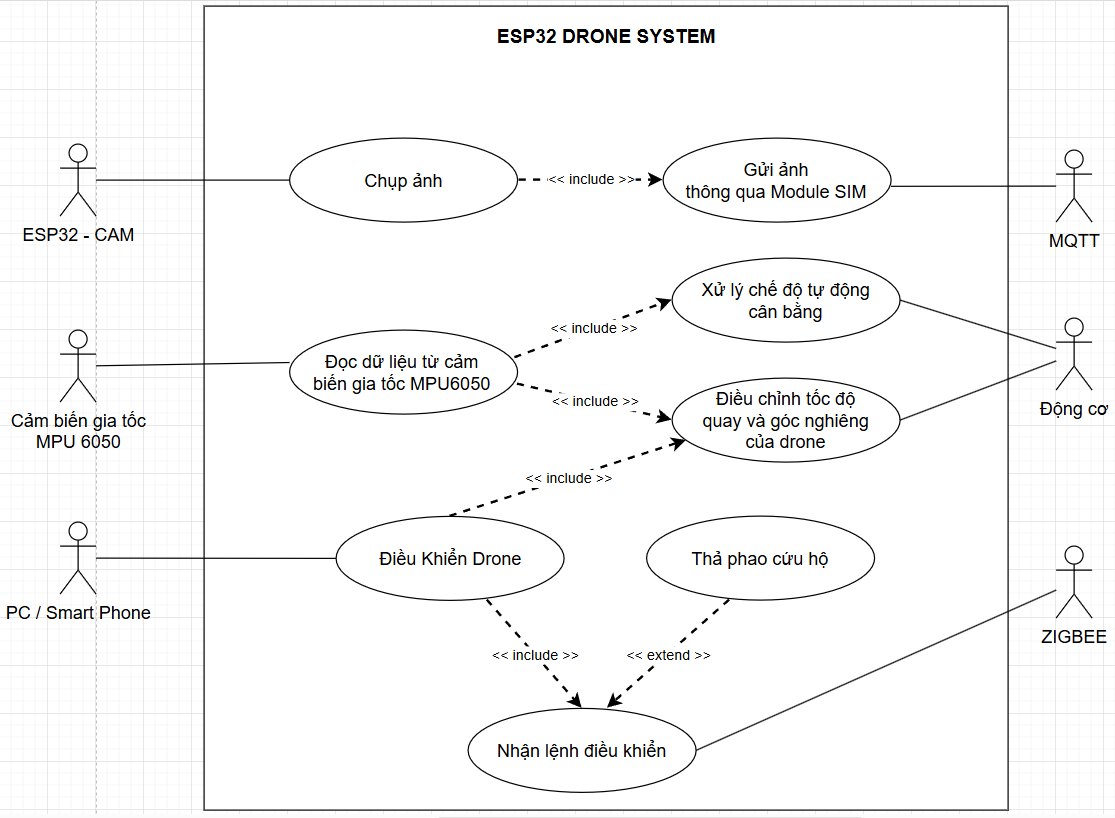 ESP32 DRONE SYSTEM
Chụp ảnh
<< include >>
Gửi ảnh
thông qua Module SIM
ESP32 - CAM
MQTT
Xử lý chế độ tự động
cân bằng
<< include >>
Đọc dữ liệu từ cảm
biến gia tốc MPU6050
<< include >>
Điều chỉnh tốc độ
quay và góc nghiêng
của drone
Cảm biến gia tốc
MPU 6050
Động cơ
<< include >>
Điều Khiển Drone
Thả phao cứu hộ
PC / Smart Phone
ZIGBEE
<< include >>
<< extend >>
Nhận lệnh điều khiển